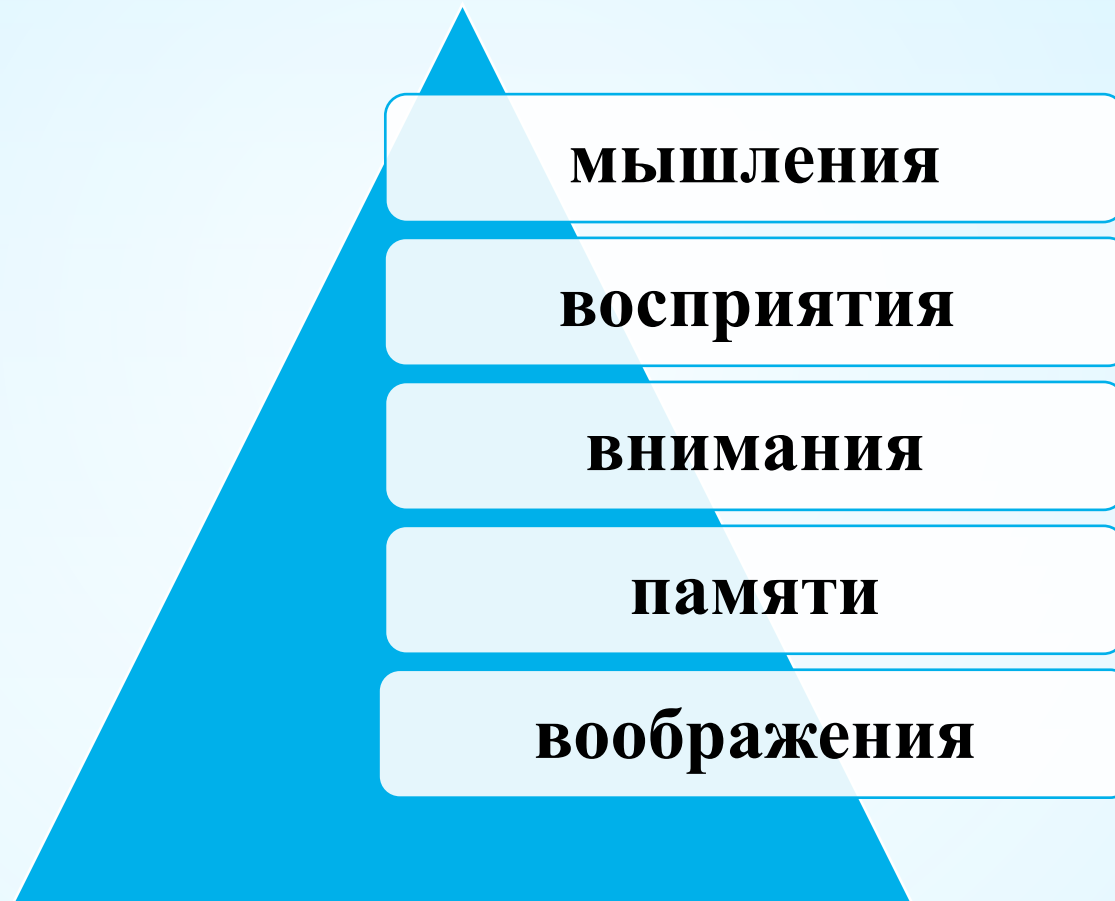 мышления
восприятия
внимания
памяти
воображения